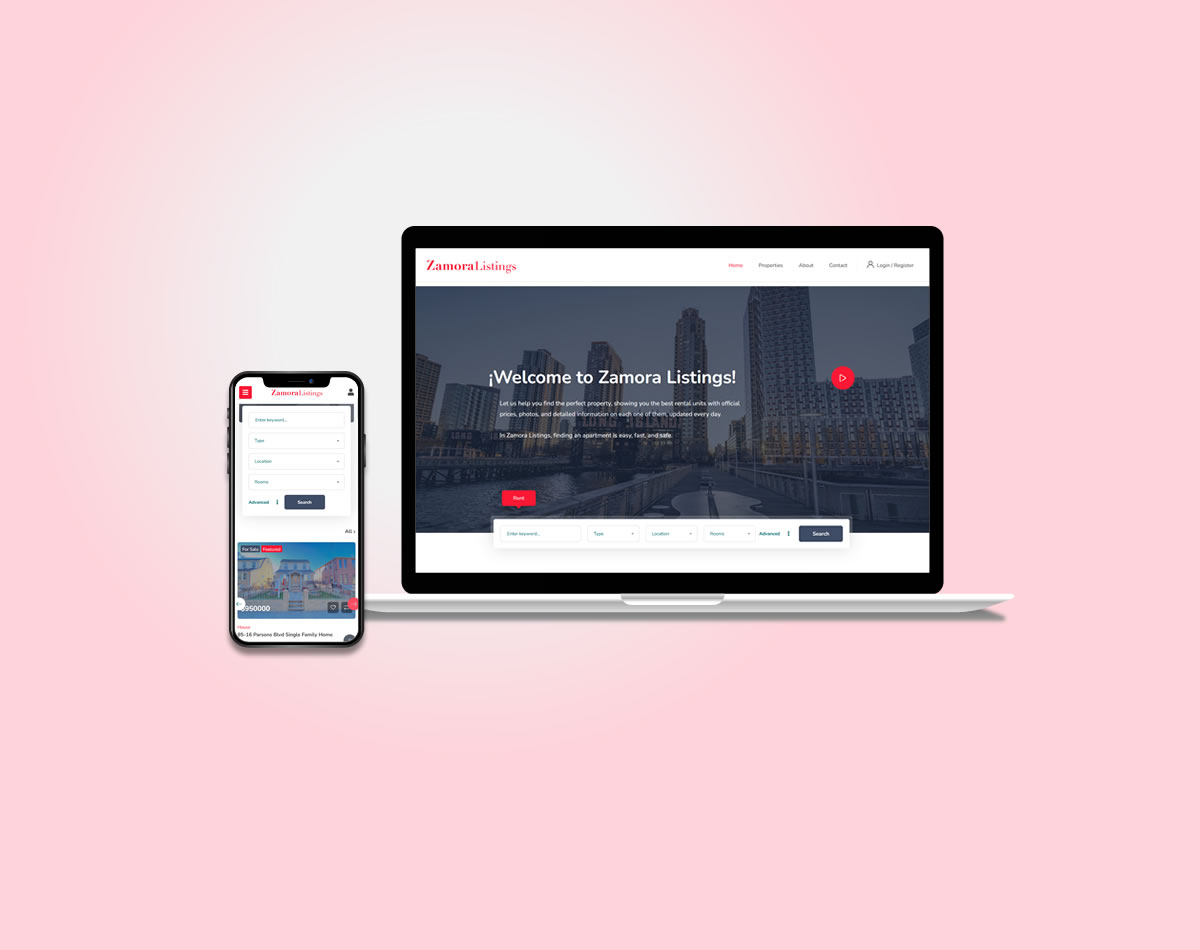 ZamoraListings
Home Properties About Contact Login / Register
¡Welcome to Zamora Listings!
Let us help you find the perfect property, showing you the best rental units with official
prices, photos, and detailed information on each one of them, updated every day.
In Zamora Listings, finding an apartment is easy, fast, and safe.
Rent
Enter keyword... Type Location Rooms Advanced Search
ZamoraListings
Enter keyword...
Type
Location
Rooms
Advanced Search
All
For Sale Featured
$950000
House
85-16 Parsons Blvd Single Family Home